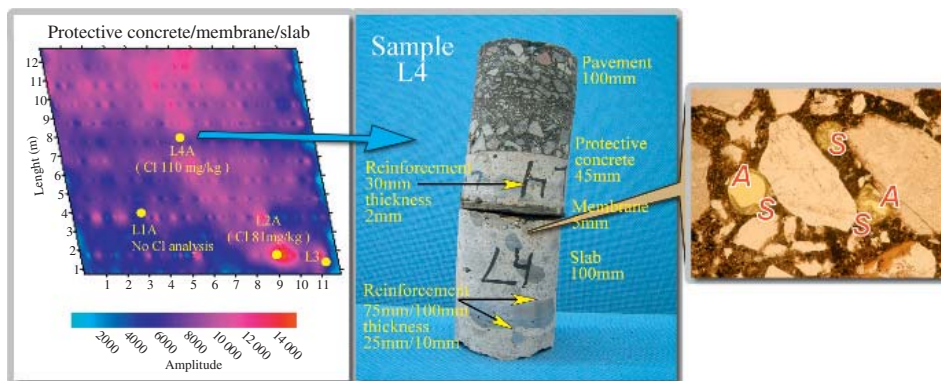 Protective concrete/membrane/slab
12
11
10
9
8
7
6
5
4
3
2
1
Lenght (m)
L4A
( Cl 110 mg/kg )
L1A
No Cl analysis
L2A
( Cl 81mg/kg )
L3
1 2 3 4 5 6 7 8 9 10 11
2000 4000 6000 8000 10 000 12 000 14 000
Amplitude
Sample
L4
Pavement
100mm
Protective
concrete
45mm
Reinforcement
30mm
thickness
2mm
Membrane
5mm
Slab
100mm
Reinforcement
75mm/100mm
thickness
25mm/10mm
4
L4
A
S
S
A
S